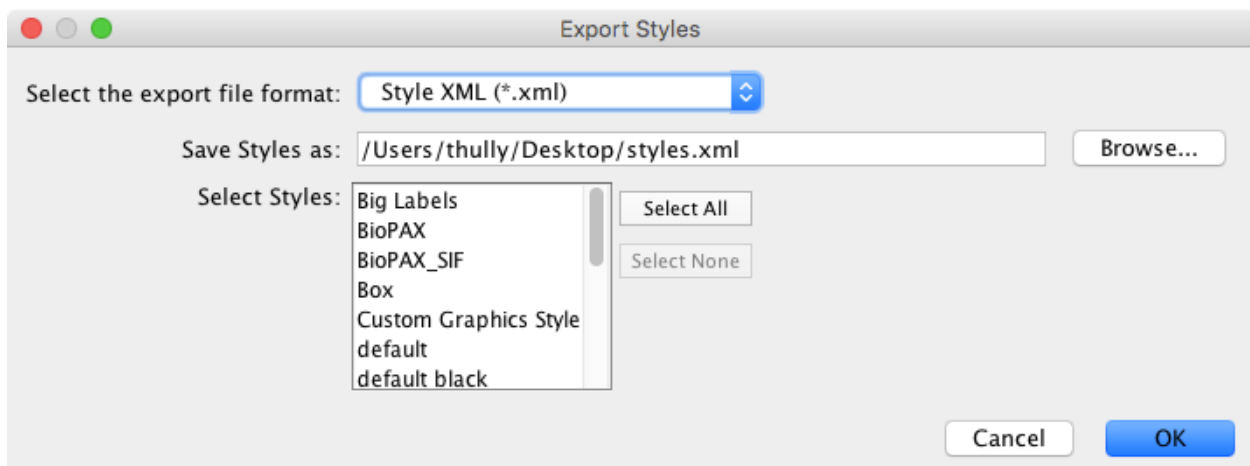 Export Styles
Select the export file format: Style XML (*.xml)
Save Styles as: /Users/thully/Desktop/styles.xml Browse...
Select Styles: Big Labels Select All
BioPAX
BioPAX_SIF Select None
Box
Custom Graphics Style
default
default black
Cancel OK